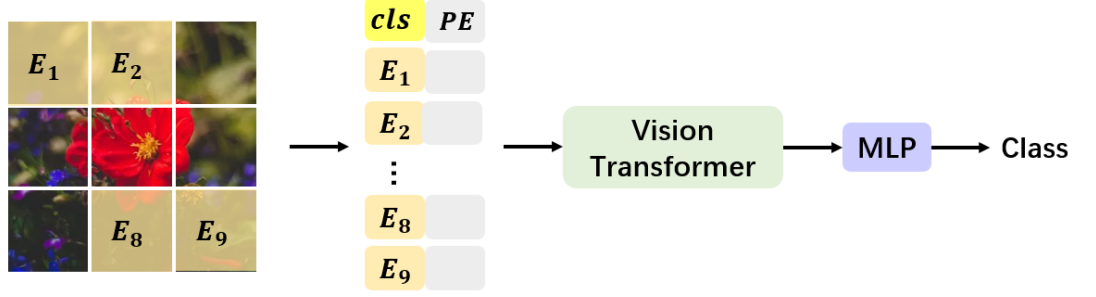 E₁ E₂
E₈ E₉
cls PE
E₁
E₂
⋮
E₈
E₉
Vision
Transformer
MLP
Class